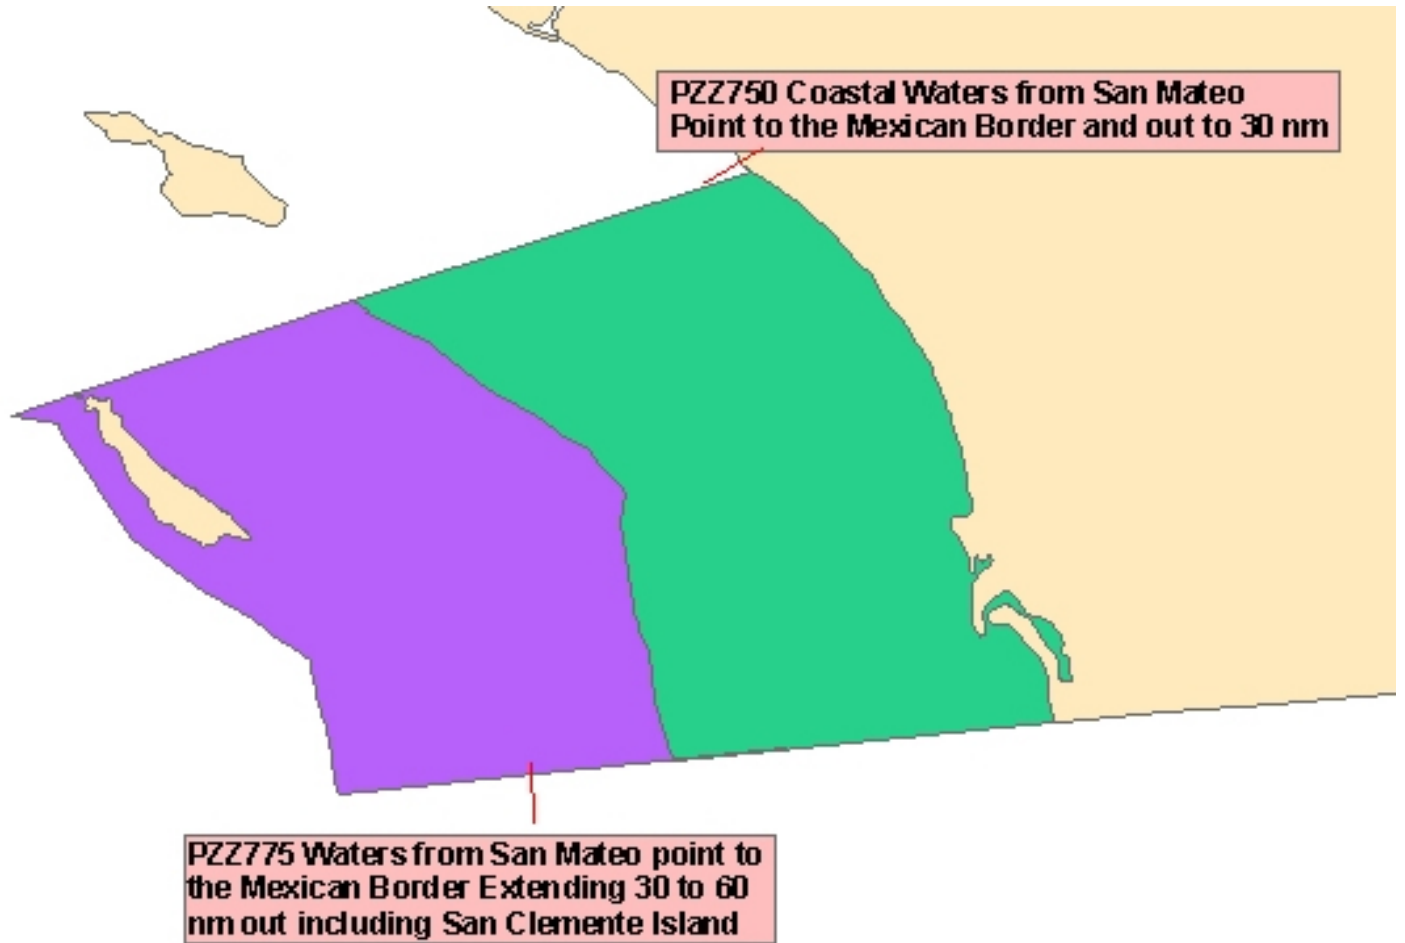 PZZ750 Coastal Waters from San Mateo
Point to the Mexican Border and out to 30 nm
PZZ775 Waters from San Mateo point to
the Mexican Border Extending 30 to 60
nm out including San Clemente Island